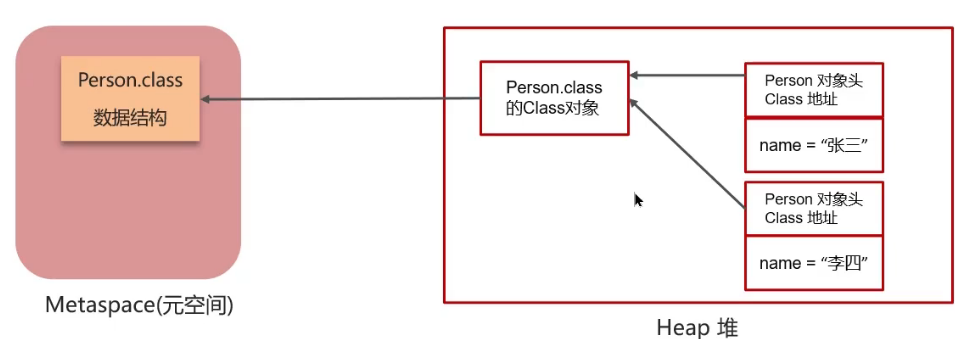 Person.class
数据结构
Metaspace(元空间)
Person.class
的Class对象
Person 对象头
Class 地址
name = “张三”
Person 对象头
Class 地址
name = “李四”
Heap 堆